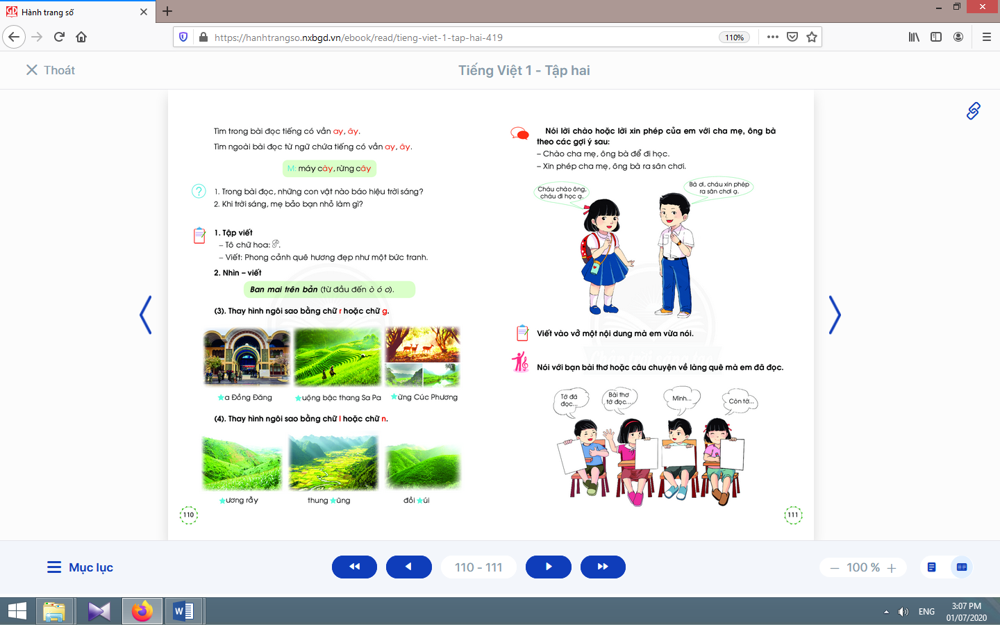 Hành trang số
https://hanhtrangso.nxbgd.vn/ebook/read/tieng-viet-1-tap-hai-419
110%
Thoát
Tiếng Việt 1 - Tập hai
Tìm trong bài đọc tiếng có vần ay, ây.
Tìm ngoài bài đọc từ ngữ chứa tiếng có vần ay, ây.
M: máy cày, rừng cây
1. Trong bài đọc, những con vật nào báo hiệu trời sáng?
2. Khi trời sáng, mẹ bảo bạn nhỏ làm gì?
1. Tập viết
– Tô chữ hoa: P.
– Viết: Phong cảnh quê hương đẹp như một bức tranh.
2. Nhìn – viết
Ban mai trên bản (từ đầu đến ò ó o).
(3). Thay hình ngôi sao bằng chữ r hoặc chữ g.
★a Đồng Đăng
★uộng bậc thang Sa Pa
★ừng Cúc Phương
(4). Thay hình ngôi sao bằng chữ l hoặc chữ n.
★ương rẫy
thung ★ũng
đồi ★úi
110
Nói lời chào hoặc lời xin phép của em với cha mẹ, ông bà
theo các gợi ý sau:
– Chào cha mẹ, ông bà để đi học.
– Xin phép cha mẹ, ông bà ra sân chơi.
Cháu chào ông,
cháu đi học ạ.
Bà ơi, cháu xin phép
ra sân chơi ạ.
Viết vào vở một nội dung mà em vừa nói.
Nói với bạn bài thơ hoặc câu chuyện về làng quê mà em đã đọc.
Tớ đã
đọc...
Bài thơ
tớ đọc...
Mình...
Còn tớ...
111
Mục lục
110 - 111
100 %
ENG
3:07 PM
01/07/2020